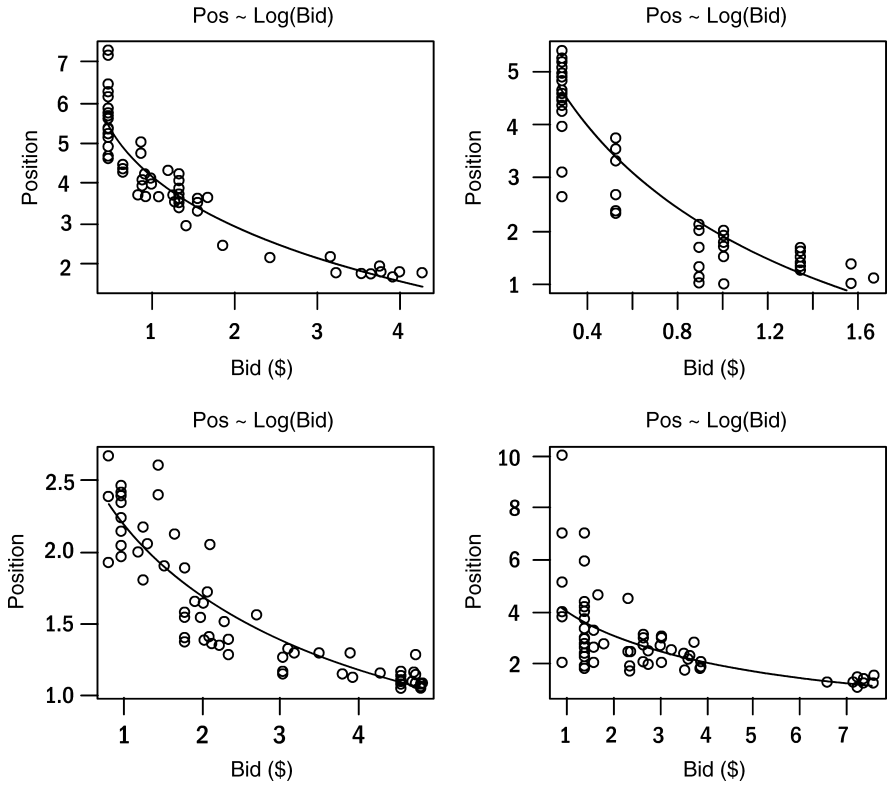 Pos ~ Log(Bid)
Position
7
6
5
4
3
2
1 2 3 4
Bid ($)
Pos ~ Log(Bid)
Position
5
4
3
2
1
0.4 0.8 1.2 1.6
Bid ($)
Pos ~ Log(Bid)
Position
2.5
2.0
1.5
1.0
1 2 3 4
Bid ($)
Pos ~ Log(Bid)
Position
10
8
6
4
2
1 2 3 4 5 6 7
Bid ($)